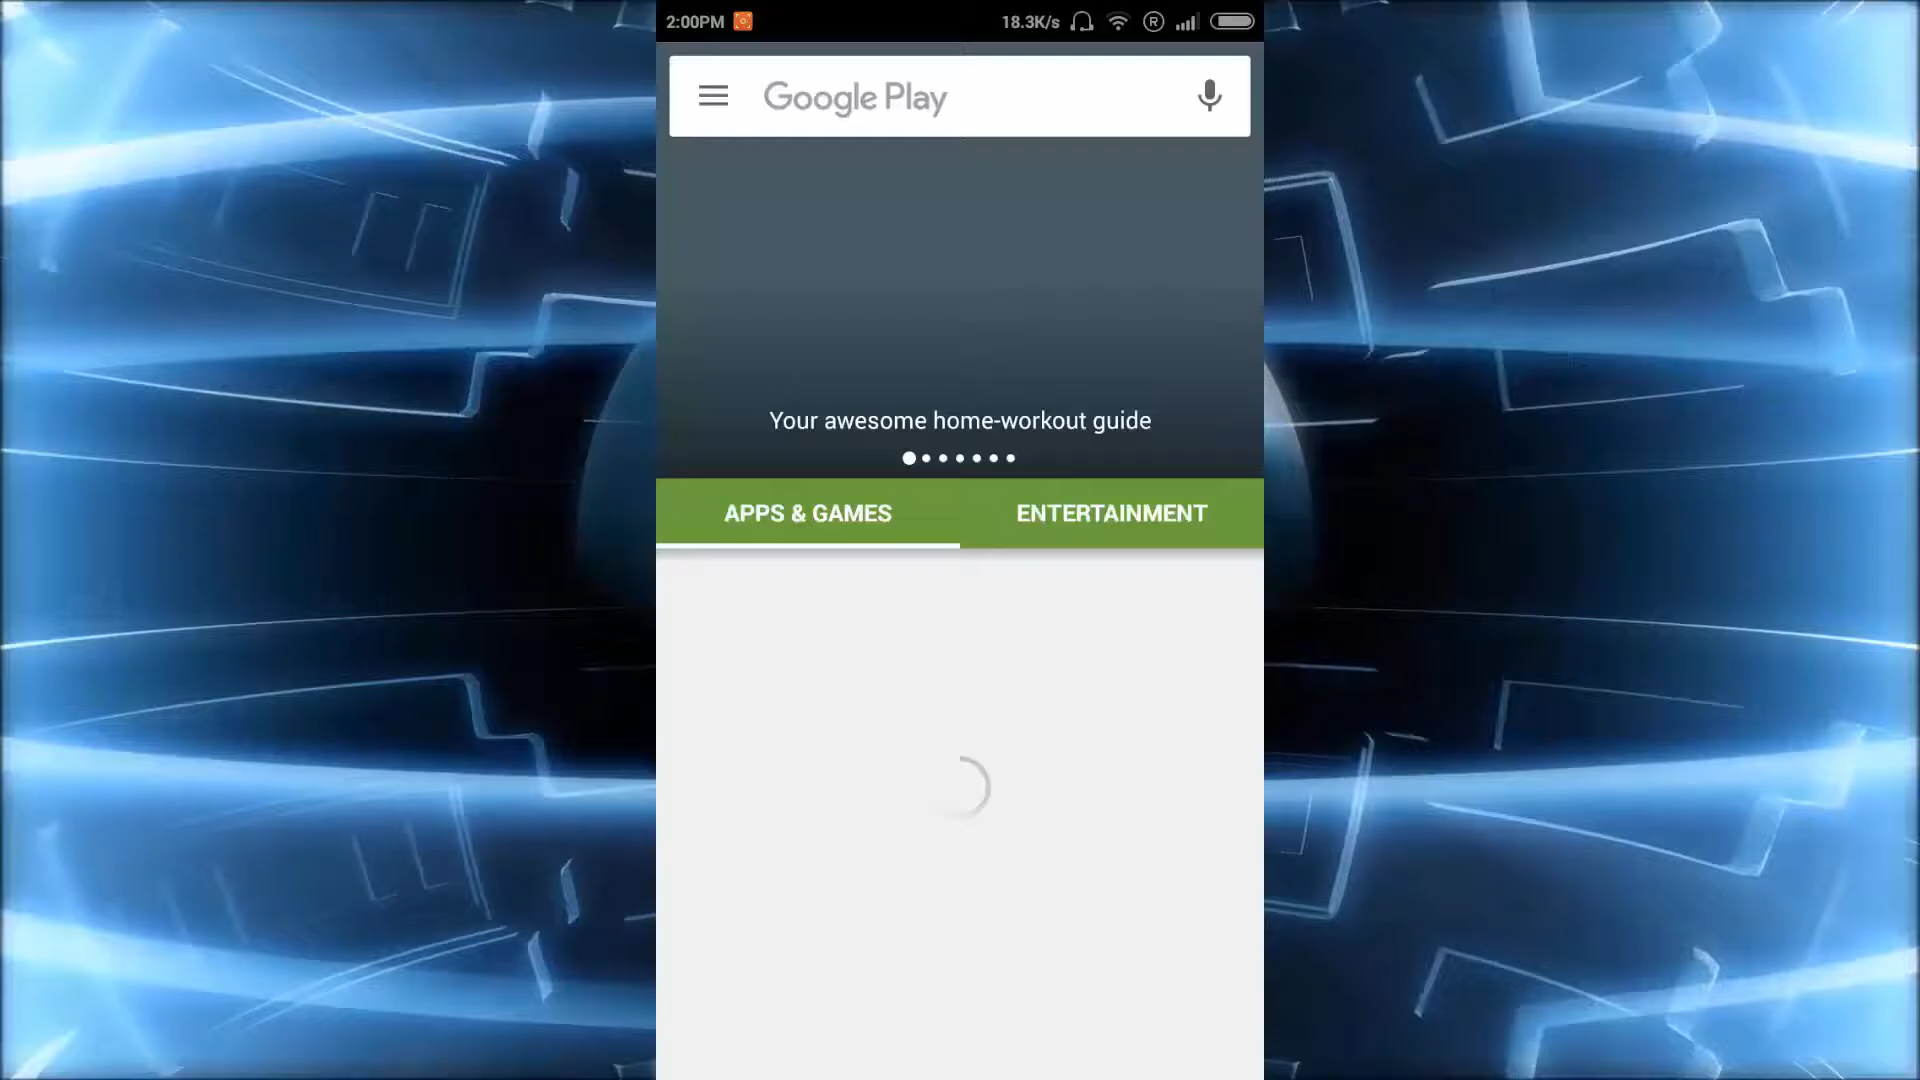 2:00PM 18.3K/s R
Google Play
Your awesome home-workout guide
APPS & GAMES ENTERTAINMENT